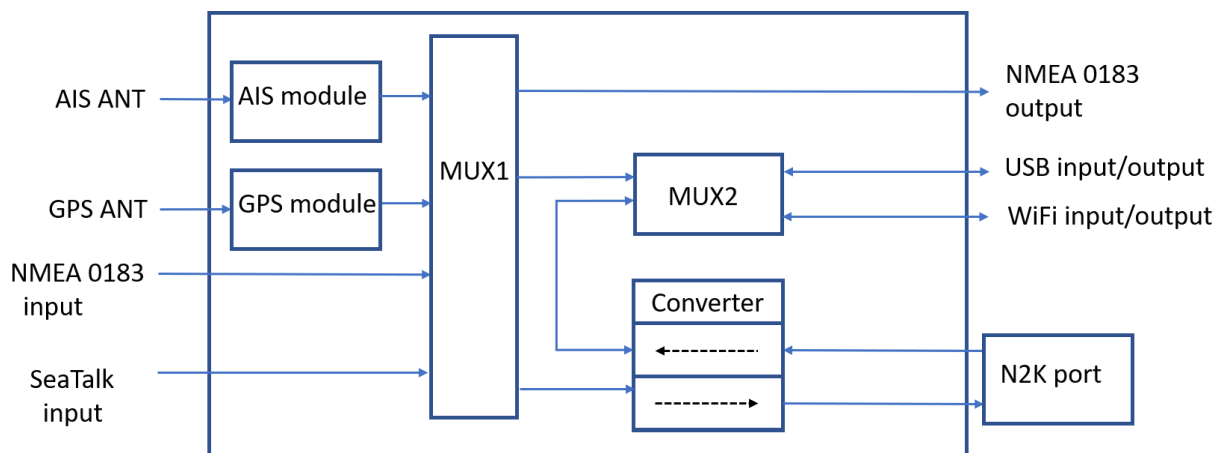 AIS ANT
AIS module
GPS ANT
GPS module
NMEA 0183
input
SeaTalk
input
MUX1
MUX2
Converter
NMEA 0183
output
USB input/output
WiFi input/output
N2K port